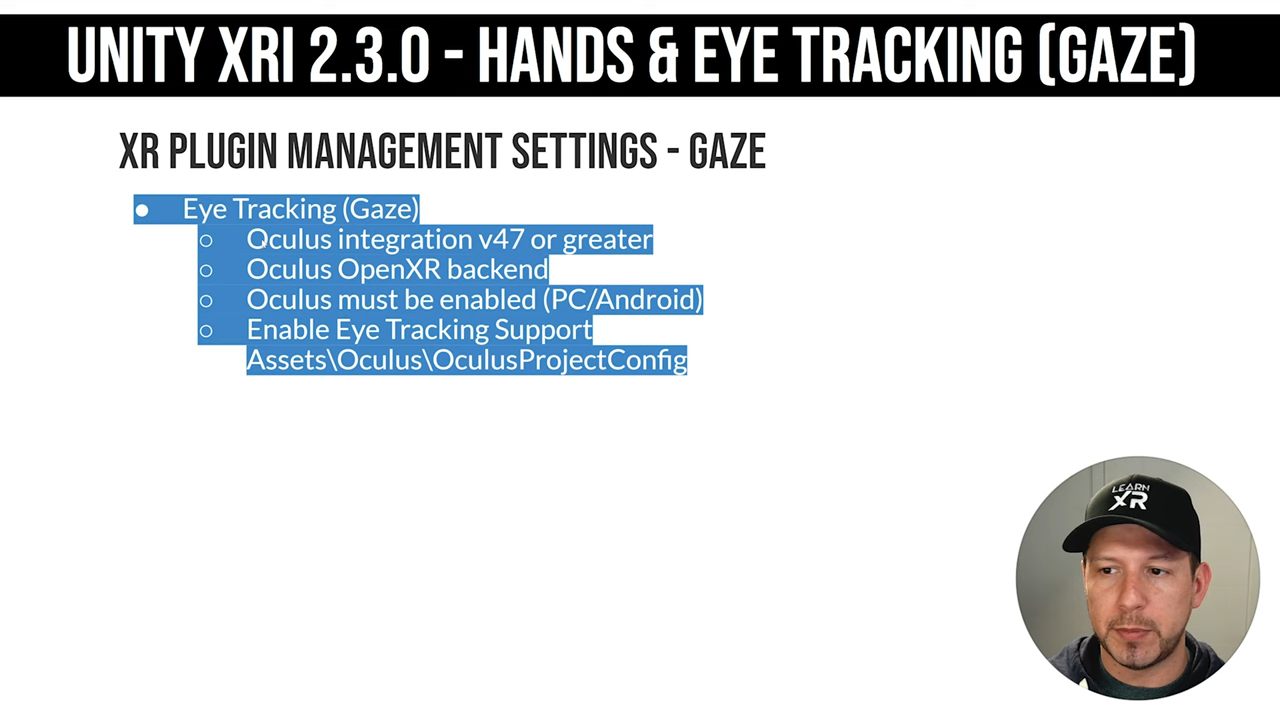 UNITY XRI 2.3.0 - HANDS & EYE TRACKING (GAZE)
XR PLUGIN MANAGEMENT SETTINGS - GAZE
● Eye Tracking (Gaze)
○ Oculus integration v47 or greater
○ Oculus OpenXR backend
○ Oculus must be enabled (PC/Android)
○ Enable Eye Tracking Support
Assets\Oculus\OculusProjectConfig
LEARN
XR